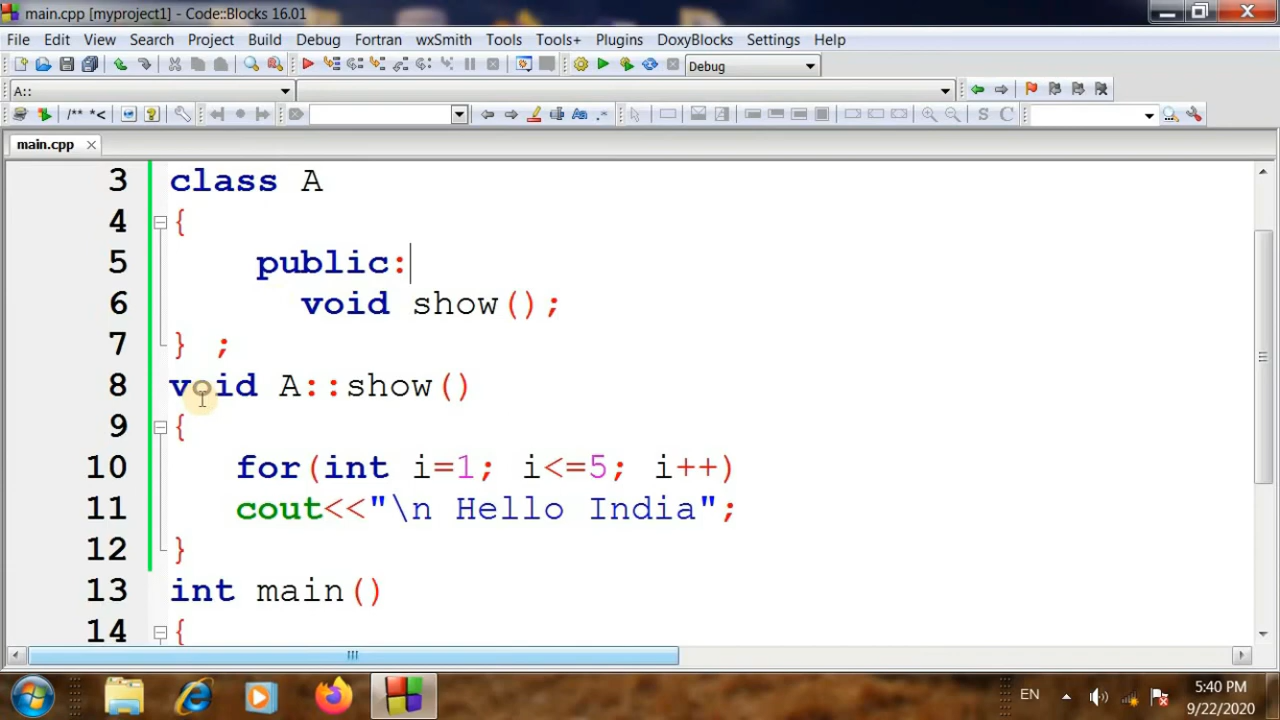 main.cpp [myproject1] - Code::Blocks 16.01
File Edit View Search Project Build Debug Fortran wxSmith Tools Tools+ Plugins DoxyBlocks Settings Help
Debug
A::
/** *<
S C
main.cpp
3 class A
4 {
5 public:
6 void show();
7 } ;
8 void A::show()
9 {
10 for(int i=1; i<=5; i++)
11 cout<<"\n Hello India";
12 }
13 int main()
14 {
EN 5:40 PM
9/22/2020